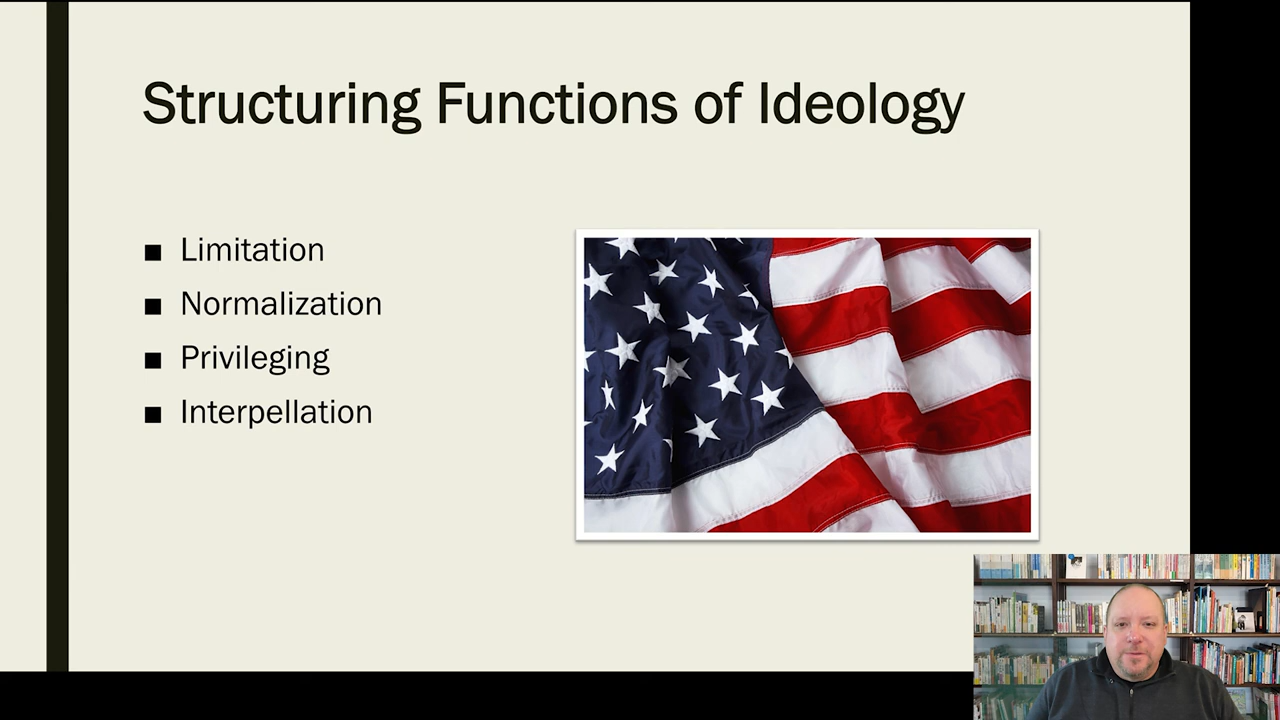 Structuring Functions of Ideology
■ Limitation
■ Normalization
■ Privileging
■ Interpellation